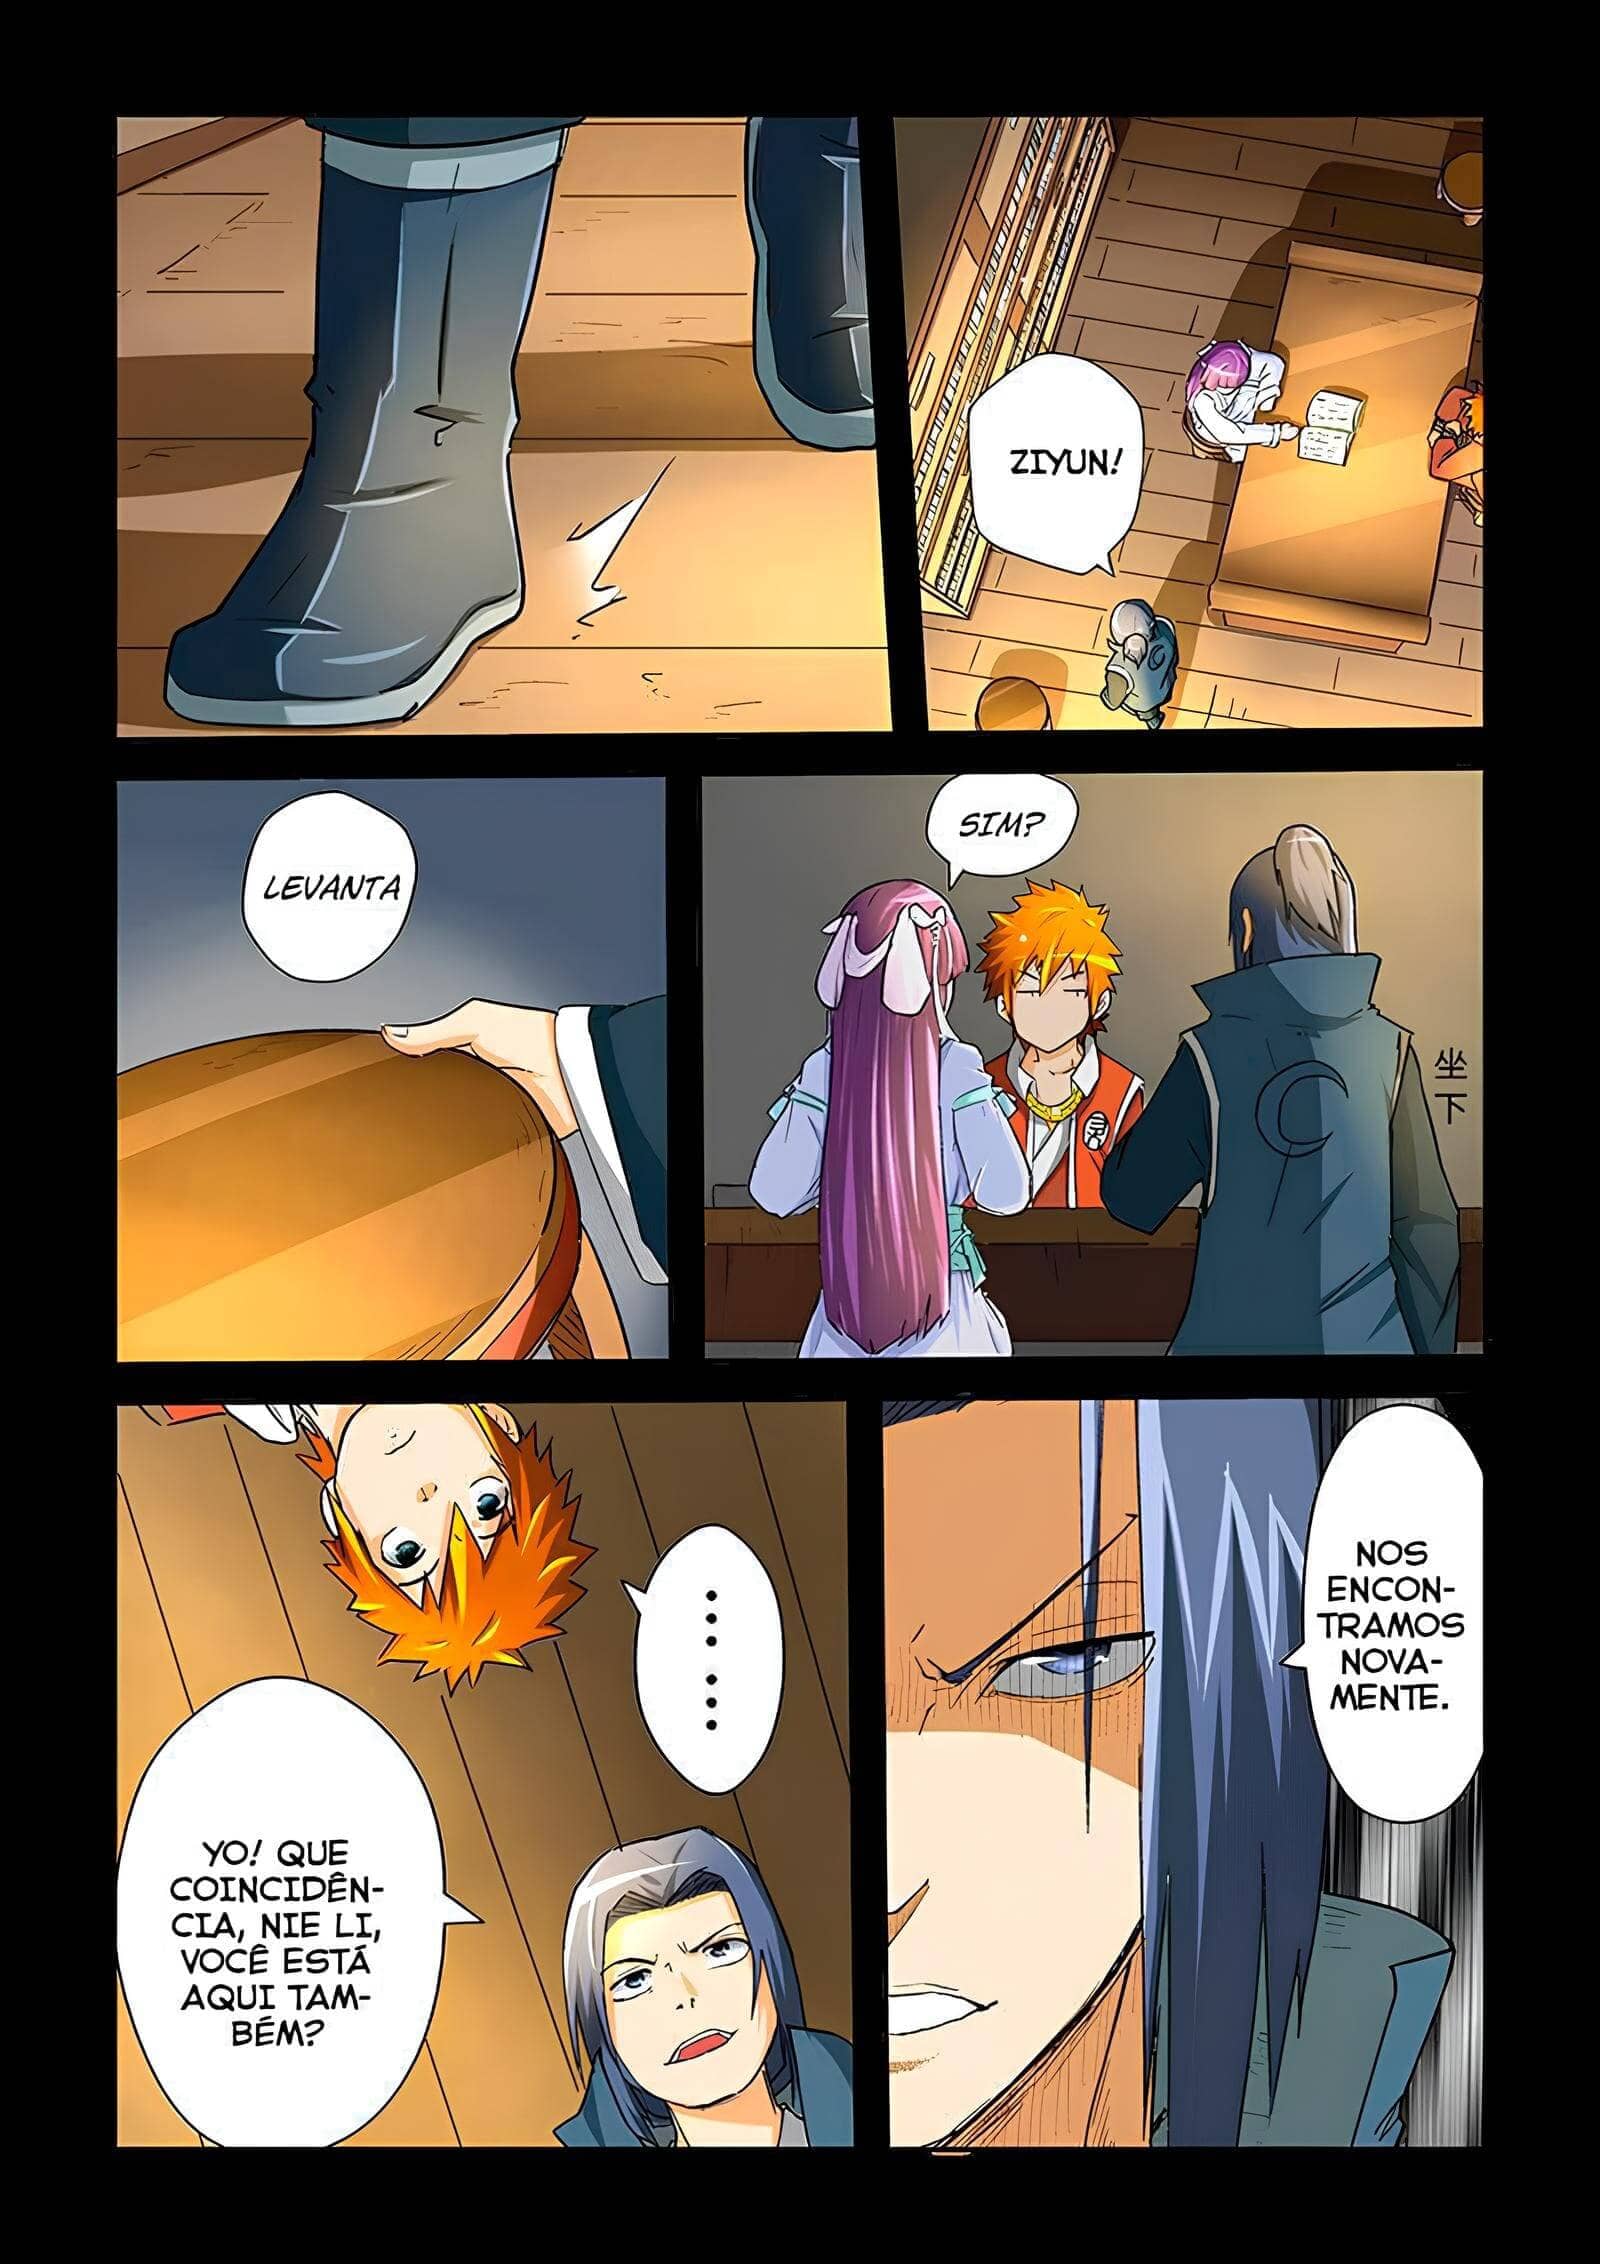 ZIYUN!
LEVANTA
SIM?
坐
下
YO! QUE
COINCIDÊN-
CIA, NIE LI,
VOCÊ ESTÁ
AQUI TAM-
BÉM?
......
NOS
ENCON-
TRAMOS
NOVA-
MENTE.